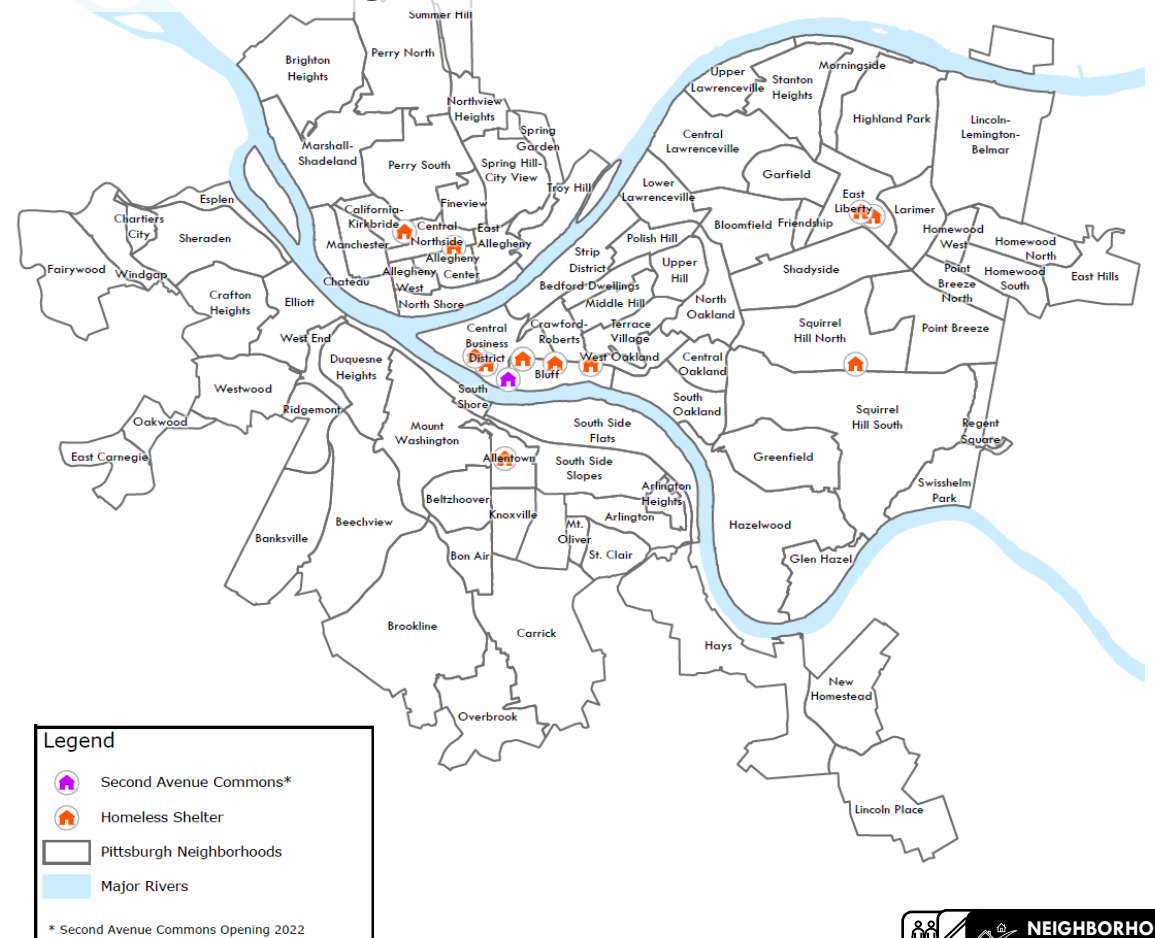 Summer Hill
Perry North
Brighton
Heights
Northview
Heights
Spring
Garden
Marshall-
Shadeland
Perry South
Spring Hill-
City View
Troy Hill
Fineview
California-
Kirkbride
Central
Northside
East
Allegheny
Manchester
Allegheny
Center
Allegheny
West
Chateau
North Shore
Upper
Lawrenceville
Stanton
Heights
Morningside
Highland Park
Lincoln-
Lemington-
Belmar
Central
Lawrenceville
Garfield
Lower
Lawrenceville
East
Liberty
Larimer
Bloomfield
Friendship
Homewood
West
Homewood
North
Homewood
South
East Hills
Point
Breeze
North
Point Breeze
Shadyside
Polish Hill
Strip
District
Upper
Hill
Bedford Dwellings
Middle Hill
North
Oakland
Crawford-
Roberts
Terrace
Village
Central
Business
District
Bluff
West Oakland
Central
Oakland
South
Oakland
Squirrel
Hill North
Squirrel
Hill South
Regent
Square
Swisshelm
Park
Greenfield
Hazelwood
Glen Hazel
Esplen
Chartiers
City
Sheraden
Fairywood
Windgap
Crafton
Heights
Elliott
West End
Duquesne
Heights
Westwood
Ridgemont
Oakwood
East Carnegie
South
Shore
Mount
Washington
South Side
Flats
Allentown
South Side
Slopes
Arlington
Heights
Arlington
Beltzhoover
Knoxville
Mt.
Oliver
St. Clair
Bon Air
Beechview
Banksville
Brookline
Carrick
Overbrook
Hays
New
Homestead
Lincoln Place
Legend
Second Avenue Commons*
Homeless Shelter
Pittsburgh Neighborhoods
Major Rivers
* Second Avenue Commons Opening 2022
NEIGHBORHO